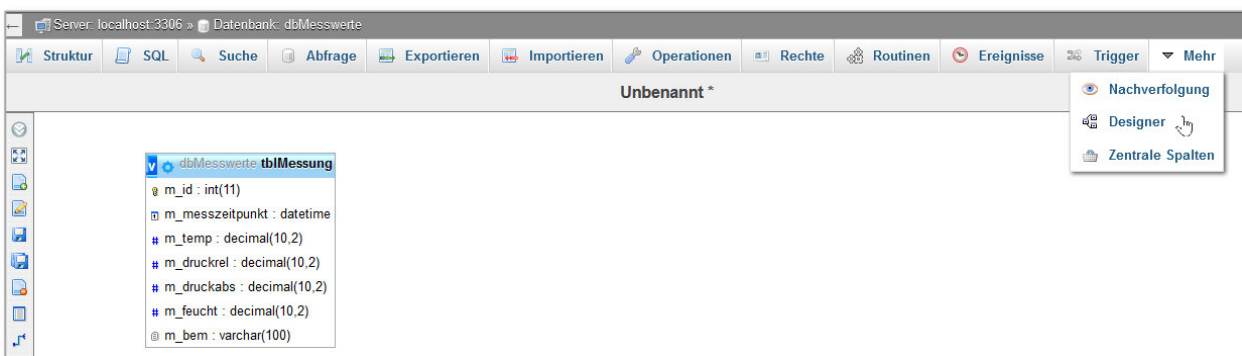 Server: localhost:3306 » Datenbank: dbMesswerte
Struktur SQL Suche Abfrage Exportieren Importieren Operationen Rechte Routinen Ereignisse Trigger Mehr
Unbenannt *
Nachverfolgung
Designer
Zentrale Spalten
v dbMesswerte tblMessung
m_id : int(11)
m_messzeitpunkt : datetime
# m_temp : decimal(10,2)
# m_druckrel : decimal(10,2)
# m_druckabs : decimal(10,2)
# m_feucht : decimal(10,2)
m_bem : varchar(100)